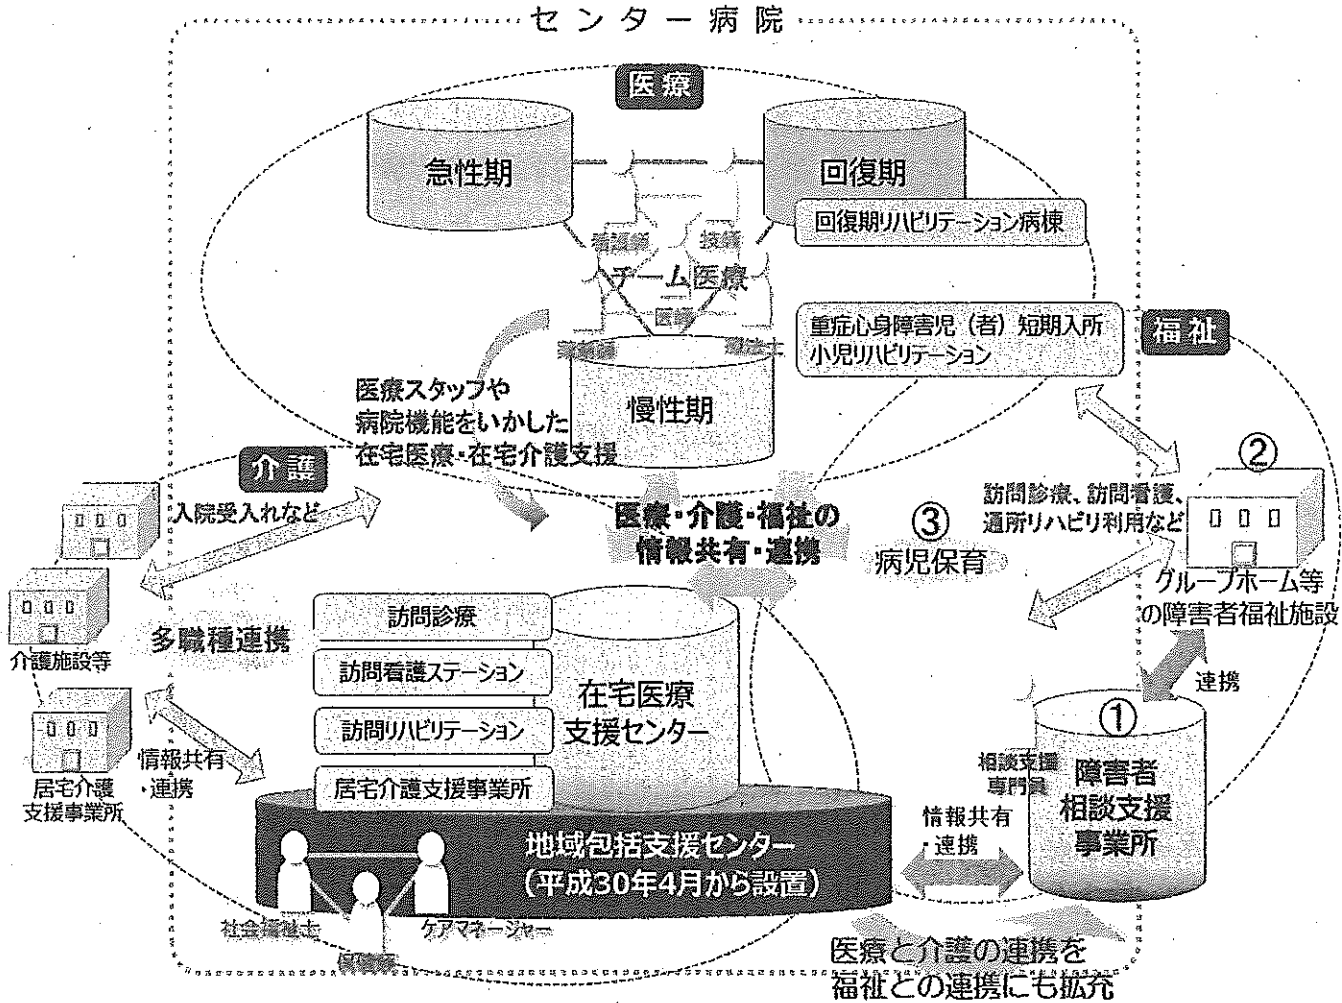 センター病院
医療
急性期
回復期
回復期リハビリテーション病棟
看護師
技師
チーム医療
医師
薬剤師
療法士
重症心身障害児（者）短期入所
小児リハビリテーション
福祉
慢性期
医療スタッフや
病院機能をいかした
在宅医療・在宅介護支援
介護
入院受入れなど
医療・介護・福祉の
情報共有・連携
③
病児保育
訪問診療、訪問看護、
通所リハビリ利用など
②
グループホーム等
の障害者福祉施設
介護施設等
多職種連携
訪問診療
訪問看護ステーション
訪問リハビリテーション
居宅介護支援事業所
在宅医療
支援センター
連携
①
障害者
相談支援
事業所
相談支援
専門員
居宅介護
支援事業所
情報共有
・連携
地域包括支援センター
（平成30年4月から設置）
情報共有
・連携
社会福祉士
ケアマネージャー
保健師
医療と介護の連携を
福祉との連携にも拡充